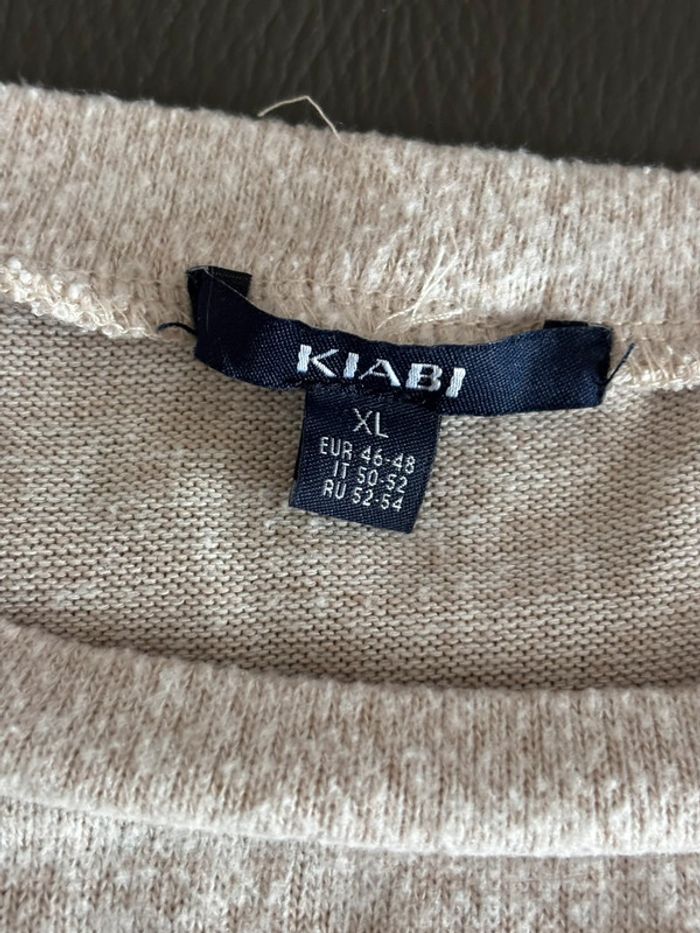 KIABI
XL
EUR 46-48
IT 50-52
RU 52-54